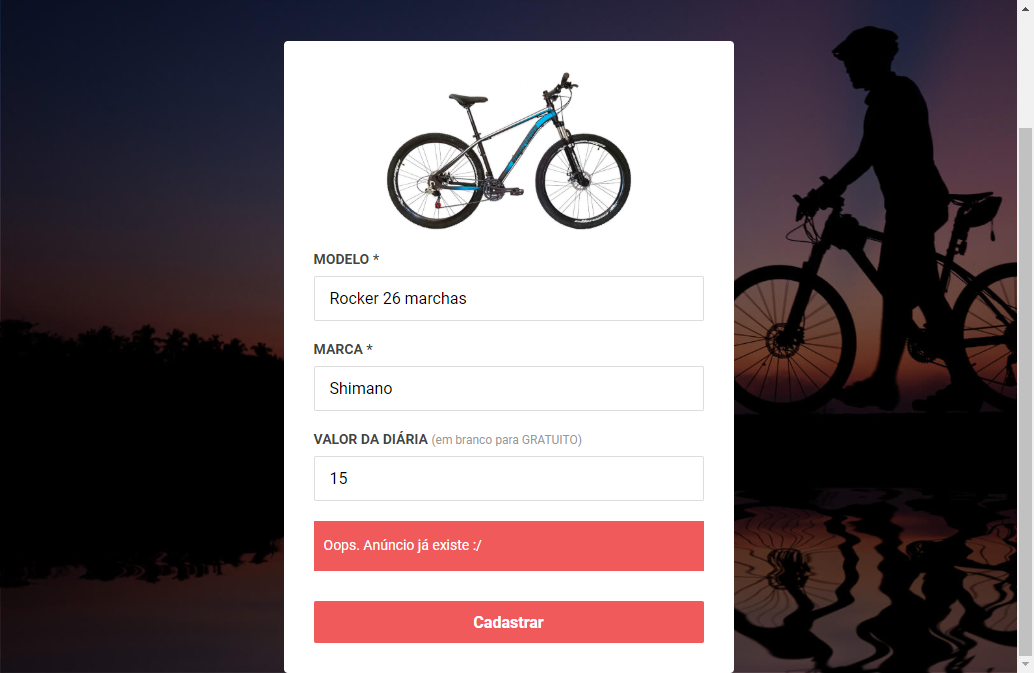 MODELO *
Rocker 26 marchas
MARCA *
Shimano
VALOR DA DIÁRIA (em branco para GRATUITO)
15
Oops. Anúncio já existe :/
Cadastrar